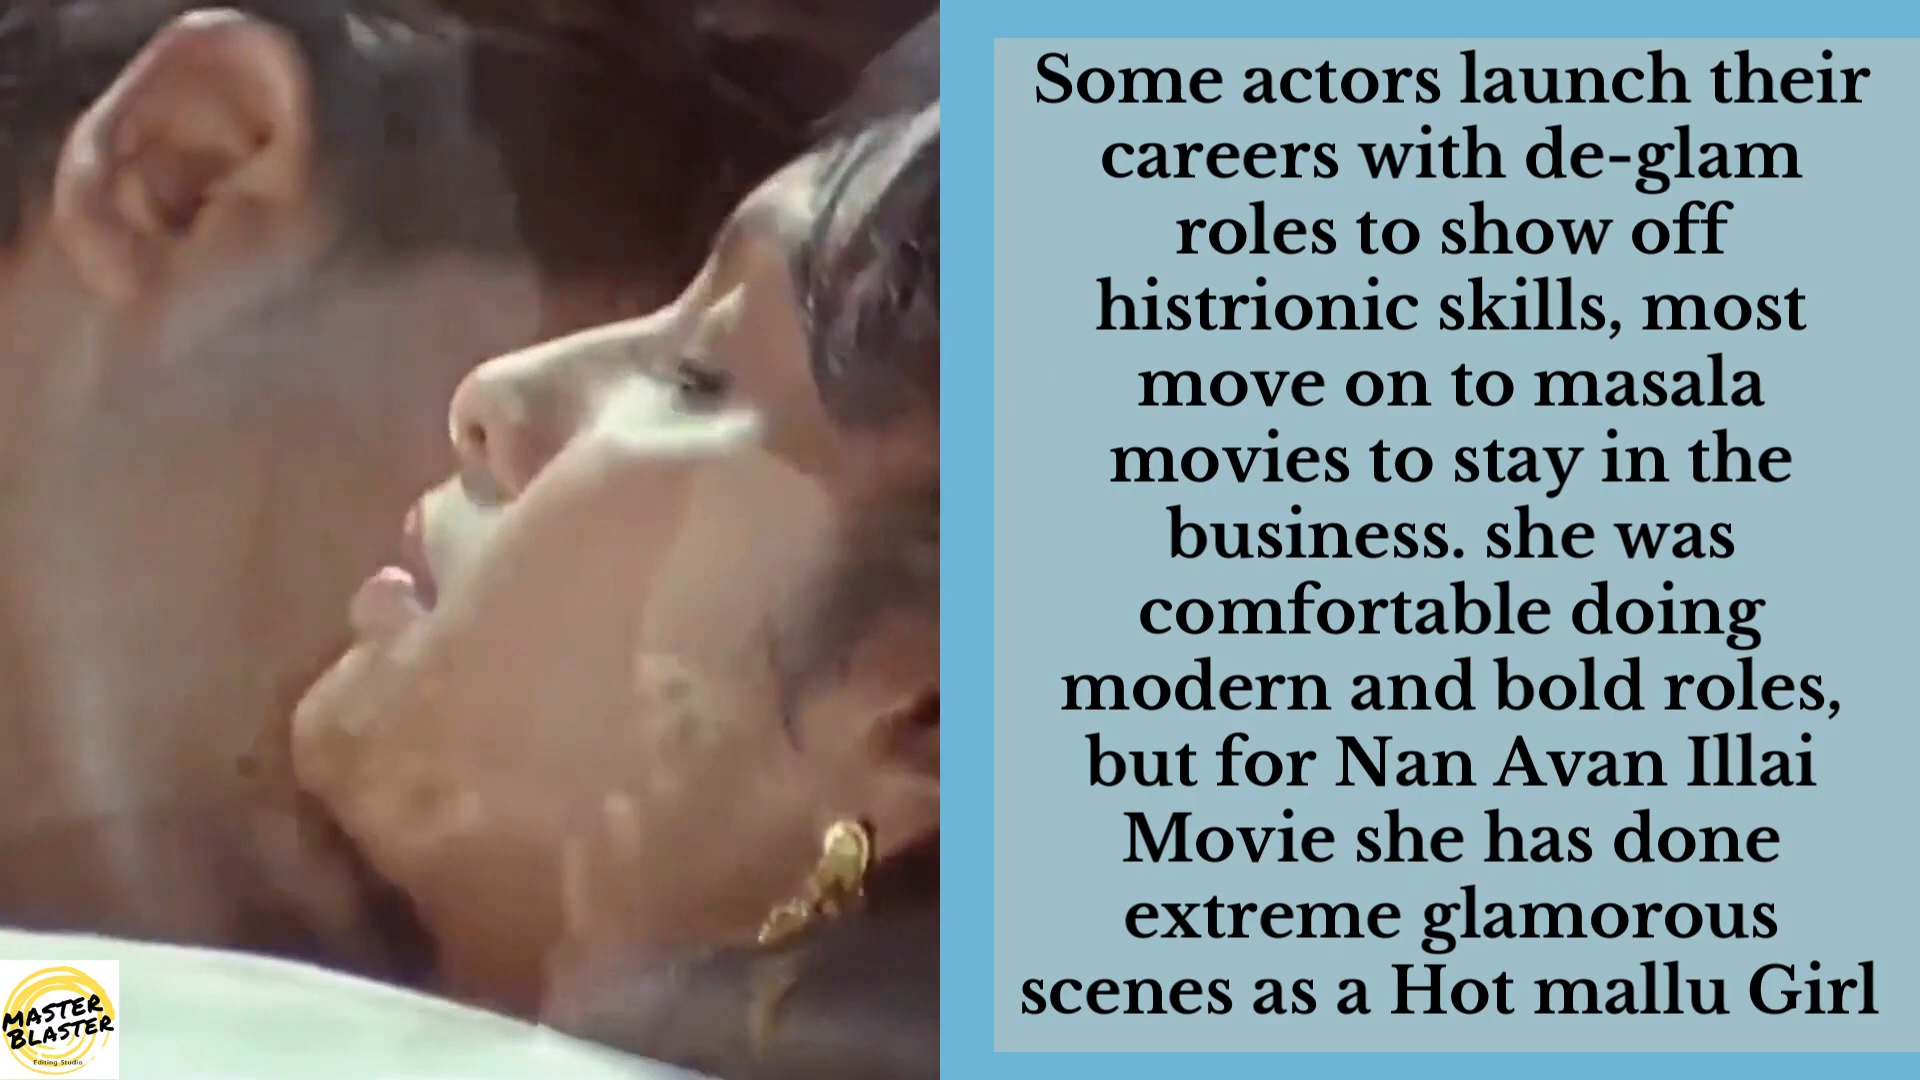 Some actors launch their
careers with de-glam
roles to show off
histrionic skills, most
move on to masala
movies to stay in the
business. she was
comfortable doing
modern and bold roles,
but for Nan Avan Illai
Movie she has done
extreme glamorous
scenes as a Hot mallu Girl
MASTER
BLASTER
Editing Studio